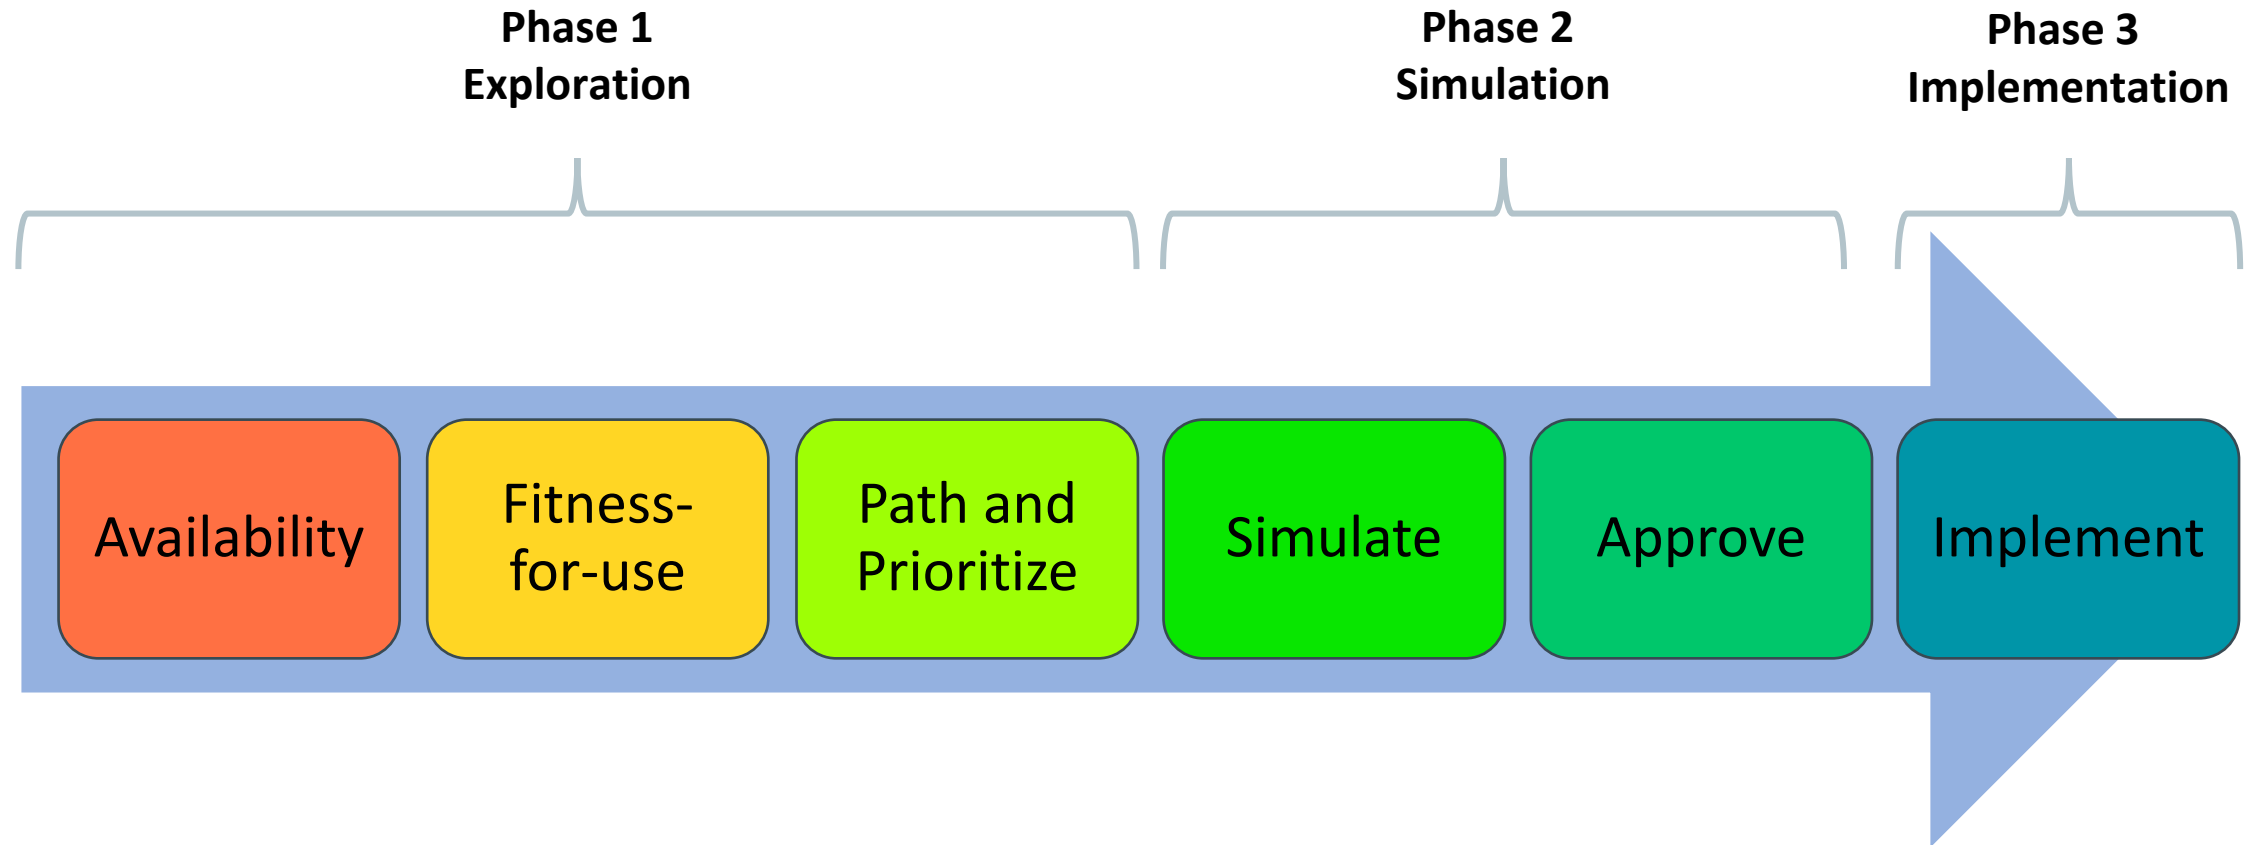 Phase 1
Exploration
Phase 2
Simulation
Phase 3
Implementation
Availability
Fitness-
for-use
Path and
Prioritize
Simulate
Approve
Implement